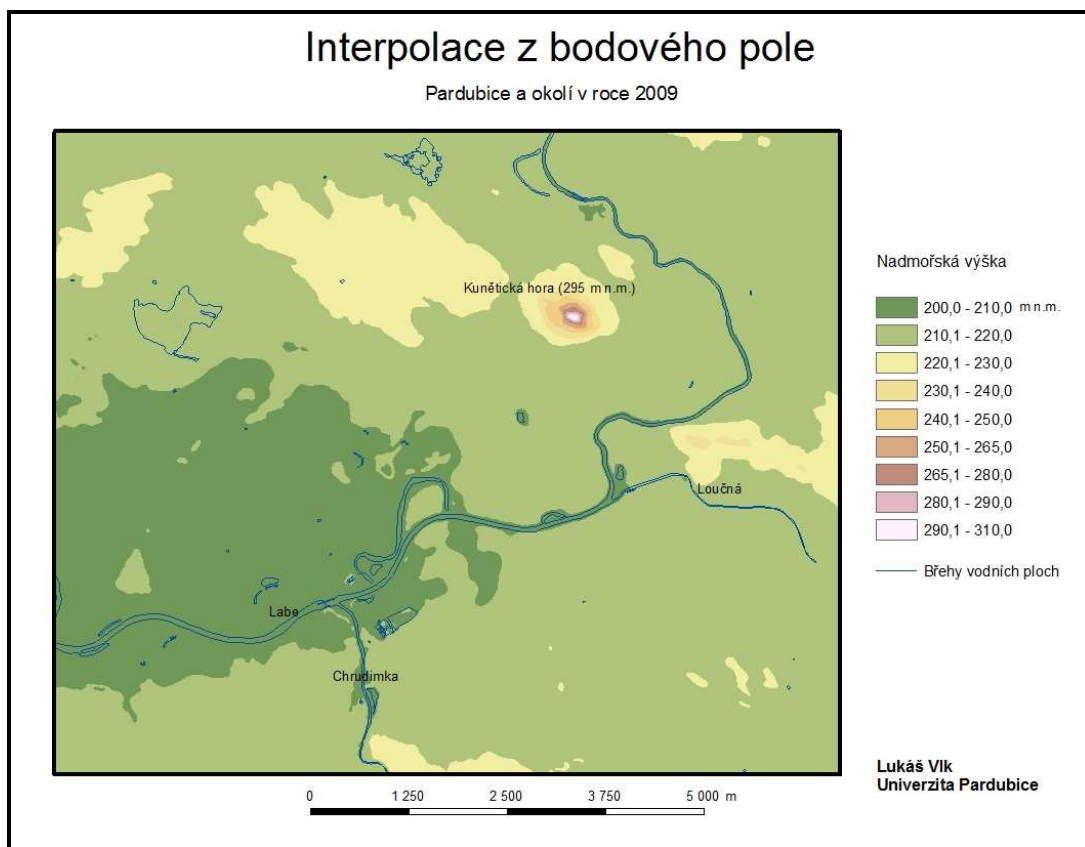 Interpolace z bodového pole
Pardubice a okolí v roce 2009
Kunětická hora (295 m n.m.)
Loučná
Labe
Chrudimka
Nadmořská výška
200,0 - 210,0 m n.m.
210,1 - 220,0
220,1 - 230,0
230,1 - 240,0
240,1 - 250,0
250,1 - 265,0
265,1 - 280,0
280,1 - 290,0
290,1 - 310,0
Břehy vodních ploch
Lukáš Vlk
Univerzita Pardubice
0 1 250 2 500 3 750 5 000 m